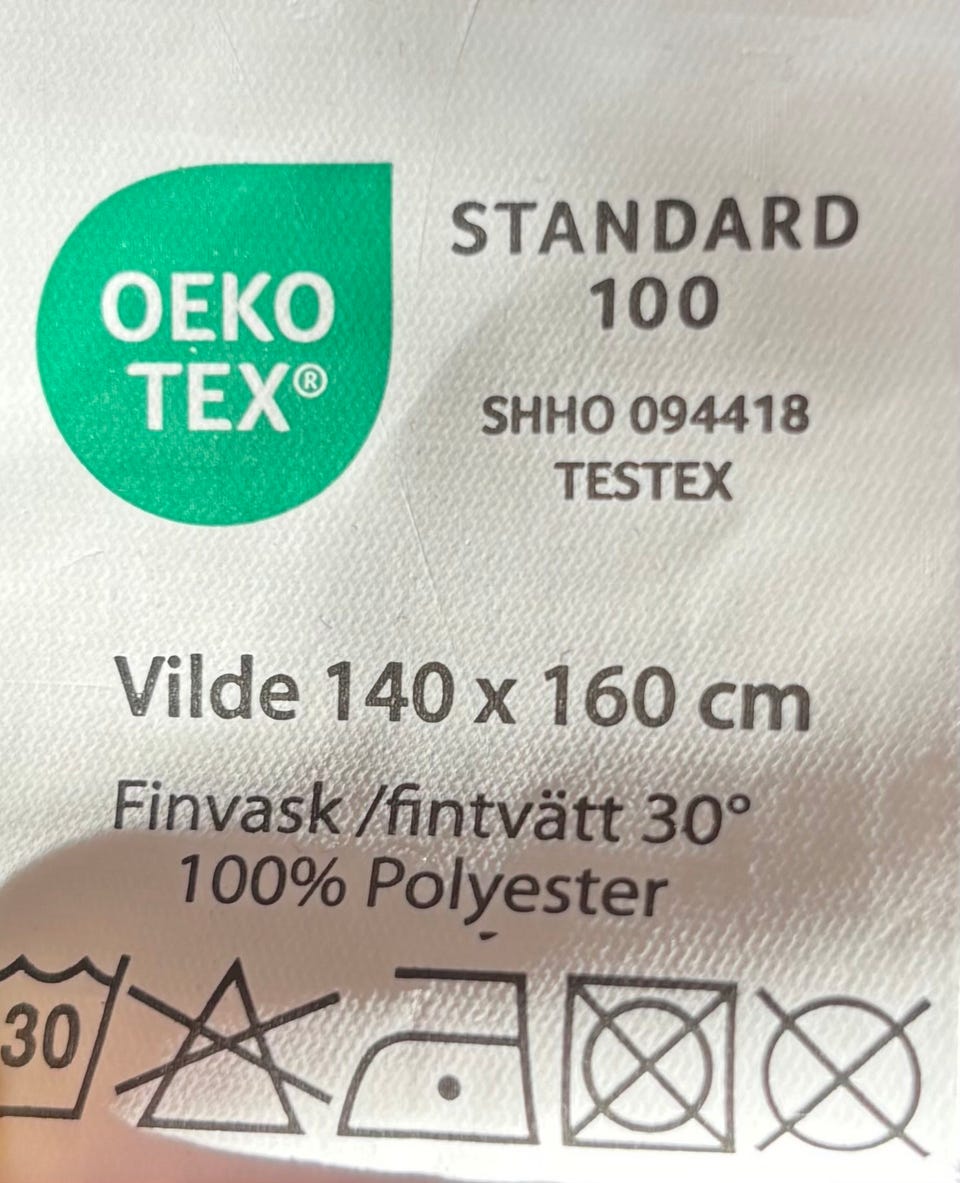 OEKO
TEX®
STANDARD
100
SHHO 094418
TESTEX
Vilde 140 x 160 cm
Finvask /fintvätt 30°
100% Polyester
30